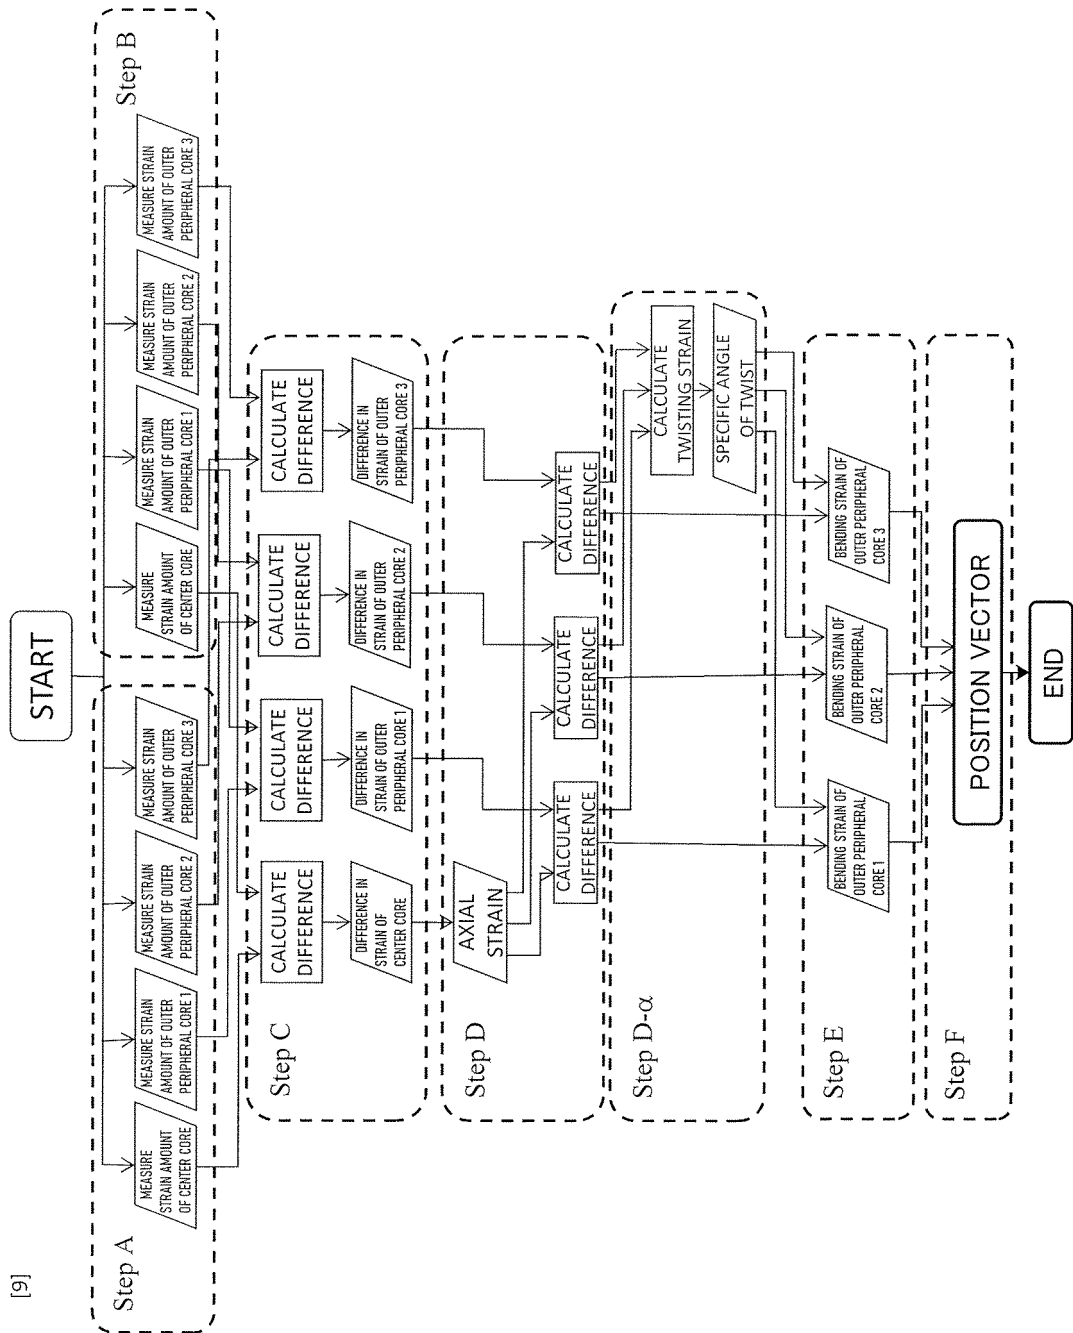 [9]
START
Step A
MEASURE
STRAIN AMOUNT
OF CENTER CORE
MEASURE STRAIN
AMOUNT OF OUTER
PERIPHERAL CORE 1
MEASURE STRAIN
AMOUNT OF OUTER
PERIPHERAL CORE 2
MEASURE STRAIN
AMOUNT OF OUTER
PERIPHERAL CORE 3
Step B
MEASURE
STRAIN AMOUNT
OF CENTER CORE
MEASURE STRAIN
AMOUNT OF OUTER
PERIPHERAL CORE 1
MEASURE STRAIN
AMOUNT OF OUTER
PERIPHERAL CORE 2
MEASURE STRAIN
AMOUNT OF OUTER
PERIPHERAL CORE 3
Step C
CALCULATE
DIFFERENCE
CALCULATE
DIFFERENCE
CALCULATE
DIFFERENCE
CALCULATE
DIFFERENCE
DIFFERENCE IN
STRAIN OF
CENTER CORE
DIFFERENCE IN
STRAIN OF OUTER
PERIPHERAL CORE 1
DIFFERENCE IN
STRAIN OF OUTER
PERIPHERAL CORE 2
DIFFERENCE IN
STRAIN OF OUTER
PERIPHERAL CORE 3
Step D
AXIAL
STRAIN
CALCULATE
DIFFERENCE
CALCULATE
DIFFERENCE
CALCULATE
DIFFERENCE
Step D-α
CALCULATE
TWISTING STRAIN
SPECIFIC ANGLE
OF TWIST
Step E
BENDING STRAIN OF
OUTER PERIPHERAL
CORE 1
BENDING STRAIN OF
OUTER PERIPHERAL
CORE 2
BENDING STRAIN OF
OUTER PERIPHERAL
CORE 3
Step F
POSITION VECTOR
END